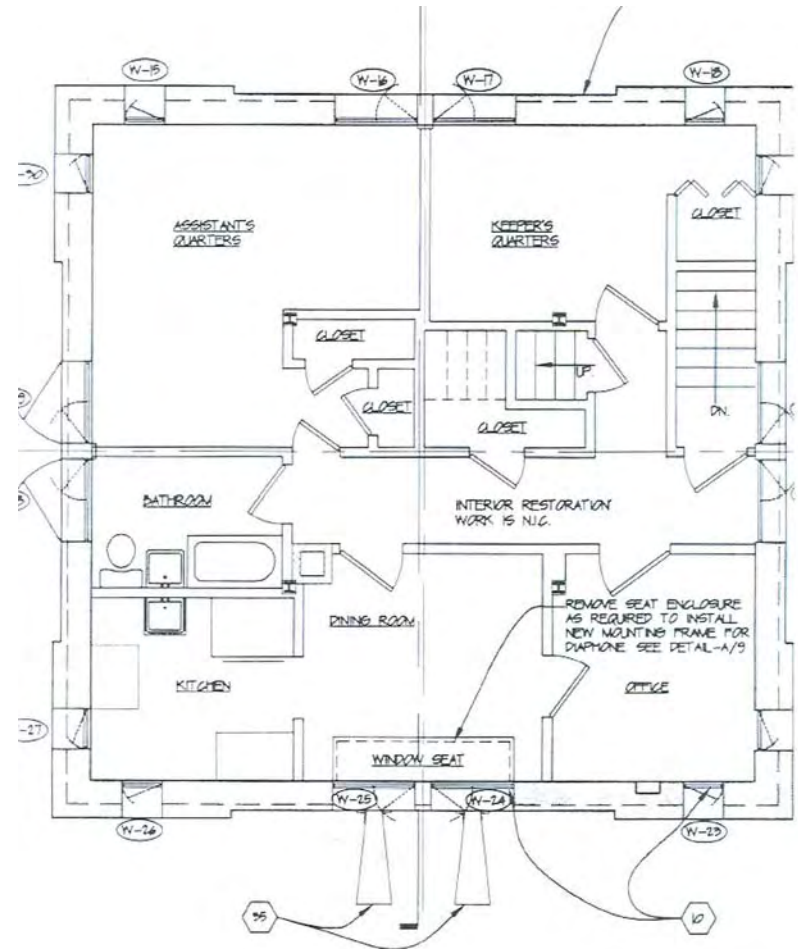 W-15
W-16
W-17
W-18
-30
ASSISTANT'S
QUARTERS
KEEPER'S
QUARTERS
CLOSET
CLOSET
UP
CLOSET
DN.
CLOSET
BATHROOM
INTERIOR RESTORATION
WORK IS N.I.C.
DINING ROOM
REMOVE SEAT ENCLOSURE
AS REQUIRED TO INSTALL
NEW MOUNTING FRAME FOR
DIAPHONE SEE DETAIL-A/9
KITCHEN
OFFICE
-27
WINDOW SEAT
W-25
W-24
W-26
W-23
35
10